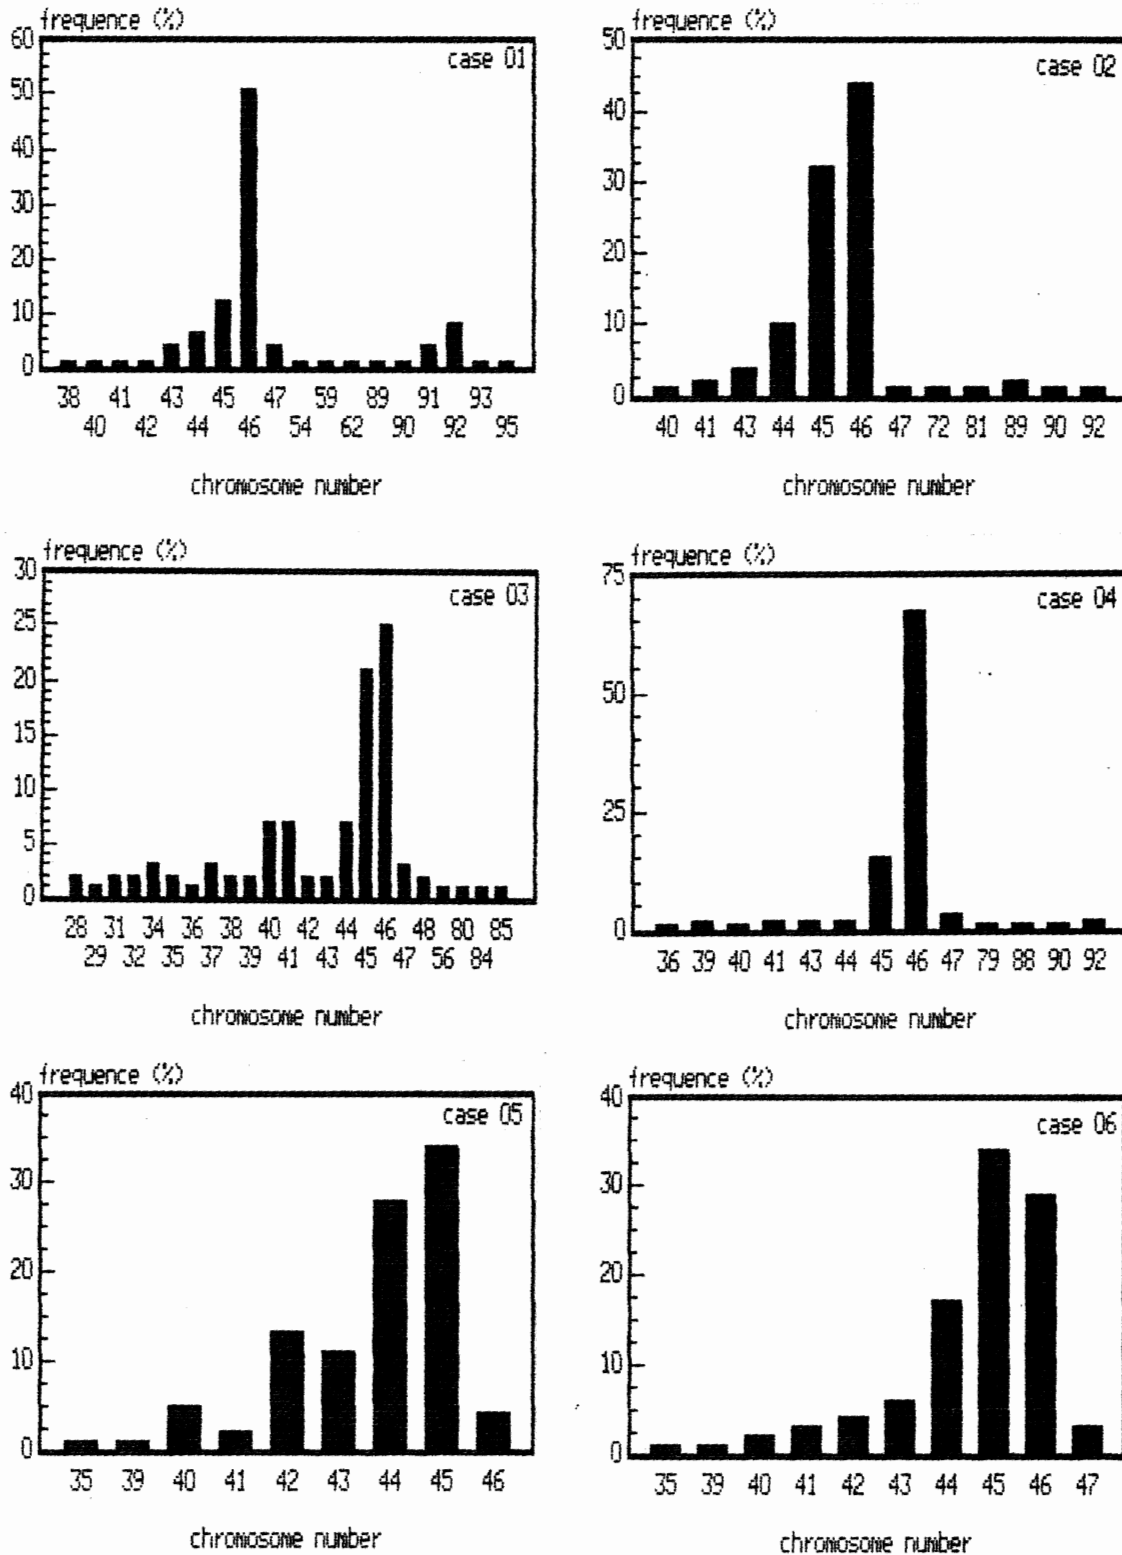 frequence (%)
case 01
60
50
40
30
20
10
0
38 41 43 45 47 59 89 91 93
40 42 44 46 54 62 90 92 95
chromosome number
frequence (%)
case 02
50
40
30
20
10
0
40 41 43 44 45 46 47 72 81 89 90 92
chromosome number
frequence (%)
case 03
30
25
20
15
10
5
0
28 31 34 36 38 40 42 44 46 48 80 85
29 32 35 37 39 41 43 45 47 56 84
chromosome number
frequence (%)
case 04
75
50
25
0
36 39 40 41 43 44 45 46 47 79 88 90 92
chromosome number
frequence (%)
case 05
40
30
20
10
0
35 39 40 41 42 43 44 45 46
chromosome number
frequence (%)
case 06
40
30
20
10
0
35 39 40 41 42 43 44 45 46 47
chromosome number